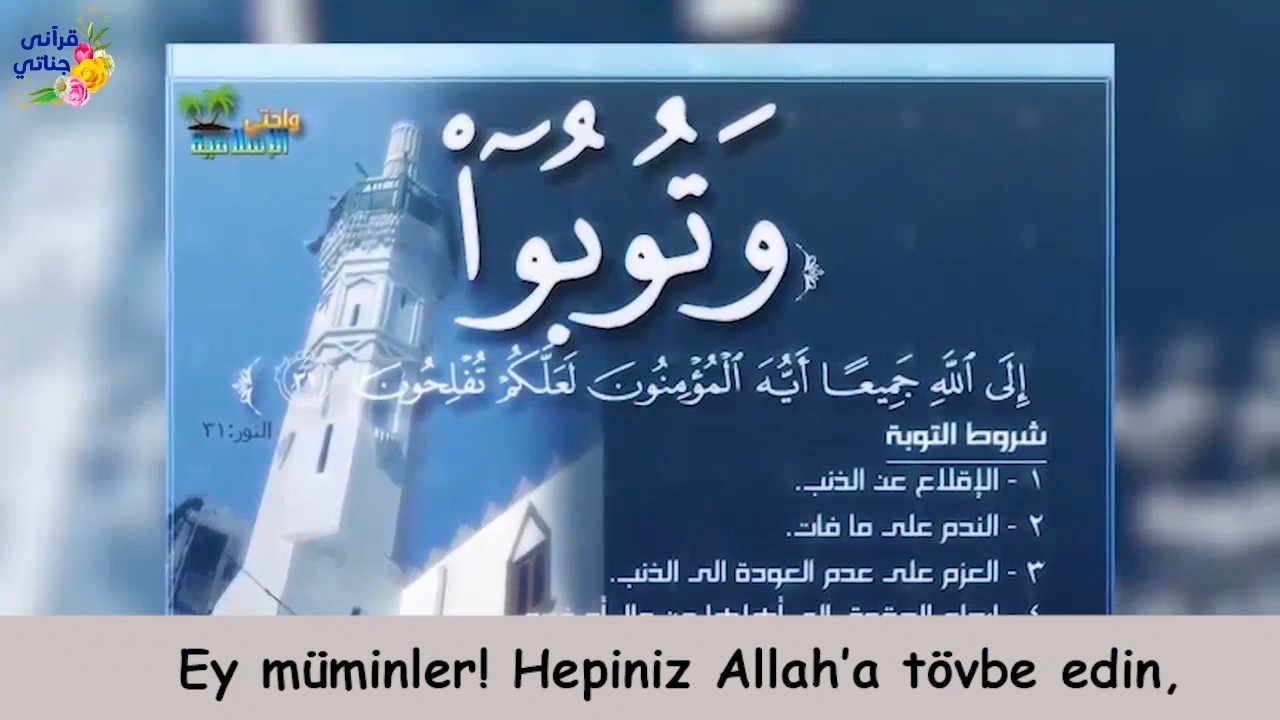 قرآنى
جناتي
واحتي
الإسلامية
﴿وَتُوبُوٓاْ
إِلَى ٱللَّهِ جَمِيعًا أَيُّهَ ٱلۡمُؤۡمِنُونَ لَعَلَّكُمۡ تُفۡلِحُونَ ٣١﴾
النور:٣١
شروط التوبة
١ - الإقلاع عن الذنب.
٢ - الندم على ما فات.
٣ - العزم على عدم العودة الى الذنب.
Ey müminler! Hepiniz Allah'a tövbe edin,